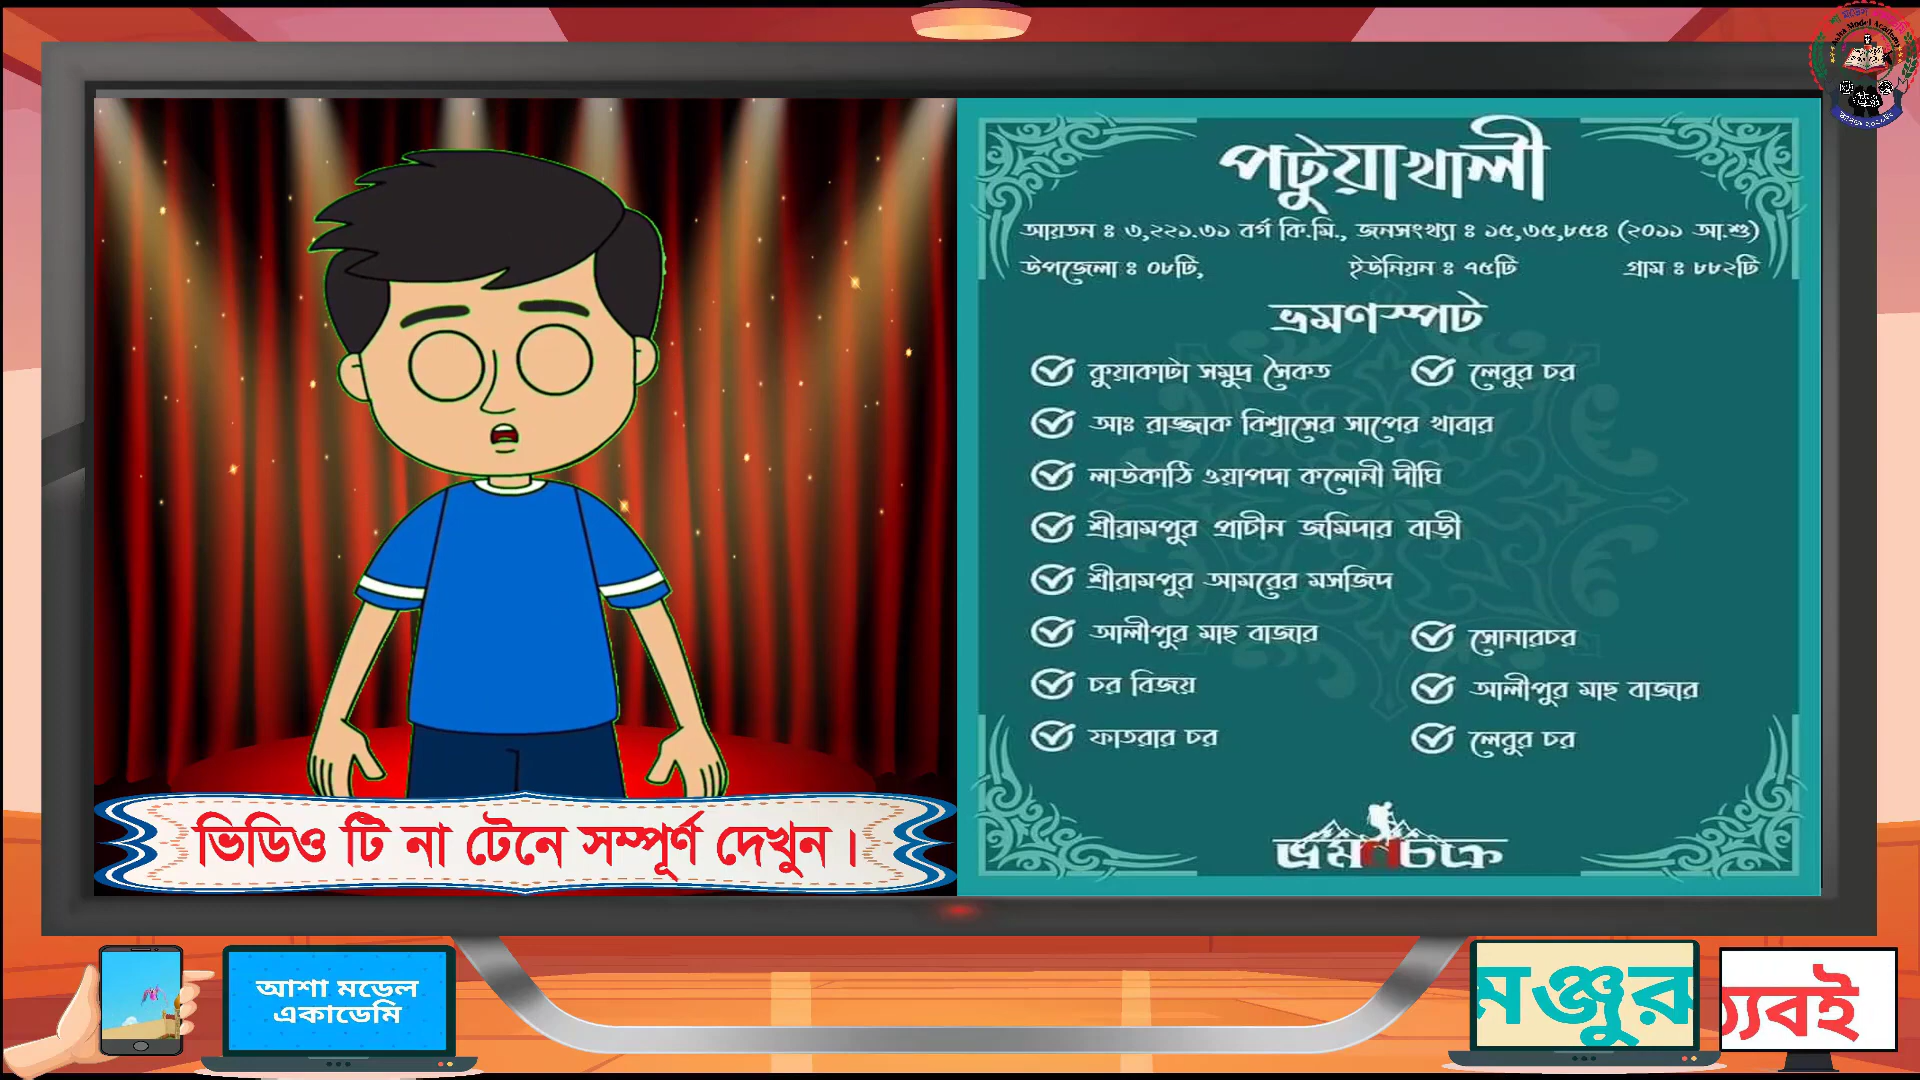 পটুয়াখালী
আয়তন ঃ ৩,২২১.৩১ বর্গ কি.মি., জনসংখ্যা ঃ ১৫,৩৫,৮৫৪ (২০১১ আ.শু)
উপজেলা ঃ ০৮টি, ইউনিয়ন ঃ ৭৫টি গ্রাম ঃ ৮৮২টি
ভ্রমণস্পট
কুয়াকাটা সমুদ্র সৈকত লেবুর চর
আঃ রাজ্জাক বিশ্বাসের সাপের খাবার
লাউকাঠি ওয়াপদা কলোনী দীঘি
শ্রীরামপুর প্রাচীন জমিদার বাড়ী
শ্রীরামপুর আমরের মসজিদ
আলীপুর মাছ বাজার সোনারচর
চর বিজয় আলীপুর মাছ বাজার
ফাতরার চর লেবুর চর
ভ্রমণচক্র
ভিডিও টি না টেনে সম্পূর্ণ দেখুন।
আশা মডেল
একাডেমি
মঞ্জুর
্যবই